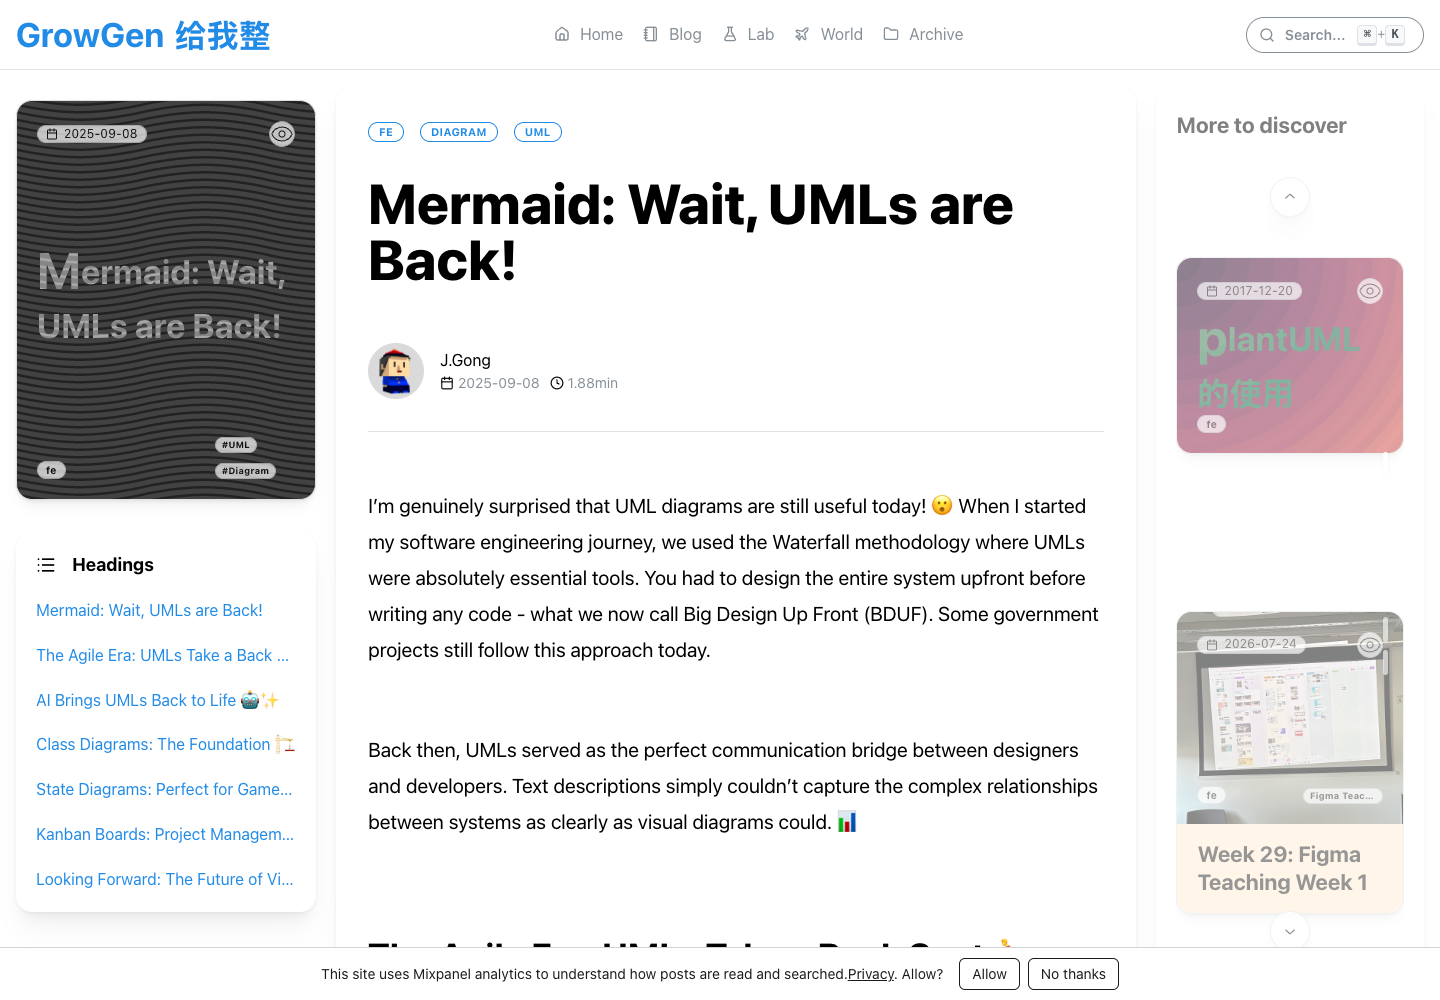 GrowGen 给我整
Home Blog Lab World Archive
Search... ⌘+K
2025-09-08
Mermaid: Wait,
UMLs are Back!
#UML
fe
#Diagram
Headings
Mermaid: Wait, UMLs are Back!
The Agile Era: UMLs Take a Back ...
AI Brings UMLs Back to Life 🤖✨
Class Diagrams: The Foundation 🏗️
State Diagrams: Perfect for Game...
Kanban Boards: Project Managem...
Looking Forward: The Future of Vi...
FE DIAGRAM UML
Mermaid: Wait, UMLs are
Back!
J.Gong
2025-09-08 1.88min
I’m genuinely surprised that UML diagrams are still useful today! 😮 When I started
my software engineering journey, we used the Waterfall methodology where UMLs
were absolutely essential tools. You had to design the entire system upfront before
writing any code - what we now call Big Design Up Front (BDUF). Some government
projects still follow this approach today.
Back then, UMLs served as the perfect communication bridge between designers
and developers. Text descriptions simply couldn’t capture the complex relationships
between systems as clearly as visual diagrams could. 📊
More to discover
2017-12-20
plantUML
的使用
fe
2026-07-24
fe
Figma Teac...
Week 29: Figma
Teaching Week 1
This site uses Mixpanel analytics to understand how posts are read and searched.Privacy. Allow? Allow No thanks